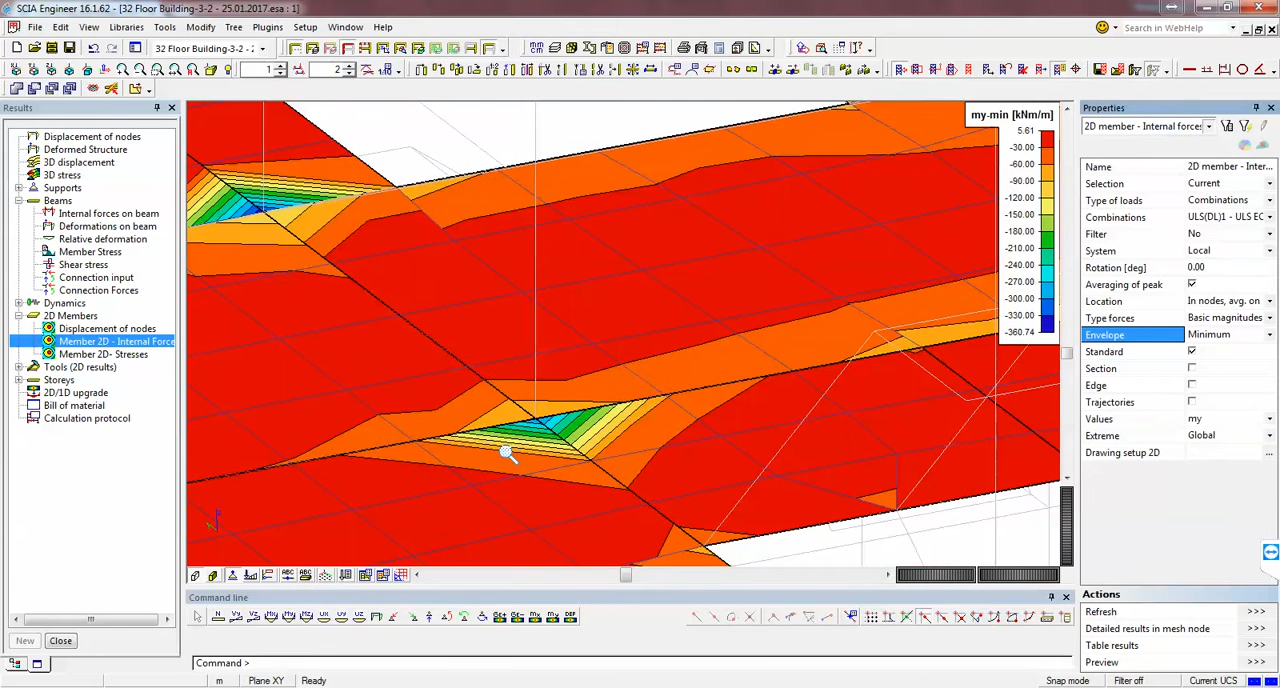 SCIA Engineer 16.1.62 - [32 Floor Building-3-2 - 25.01.2017.esa : 1]
File Edit View Libraries Tools Modify Tree Plugins Setup Window Help
Search in WebHelp
32 Floor Building-3-2 - 2
1
2
Results
Displacement of nodes
Deformed Structure
3D displacement
3D stress
Supports
Beams
Internal forces on beam
Deformations on beam
Relative deformation
Member Stress
Shear stress
Connection input
Connection Forces
Dynamics
2D Members
Displacement of nodes
Member 2D - Internal Force
Member 2D- Stresses
Tools (2D results)
Storeys
2D/1D upgrade
Bill of material
Calculation protocol
New
Close
my-min [kNm/m]
5.61
-30.00
-60.00
-90.00
-120.00
-150.00
-180.00
-210.00
-240.00
-270.00
-300.00
-330.00
-360.74
Properties
2D member - Internal forces
Name 2D member - Inter...
Selection Current
Type of loads Combinations
Combinations ULS(DL)1 - ULS EC
Filter No
System Local
Rotation [deg] 0.00
Averaging of peak
Location In nodes, avg. on
Type forces Basic magnitudes
Envelope Minimum
Standard
Section
Edge
Trajectories
Values my
Extreme Global
Drawing setup 2D ...
Actions
Refresh >>>
Detailed results in mesh node >>>
Table results >>>
Preview >>>
Command line
Command >
m Plane XY Ready Snap mode Filter off Current UCS